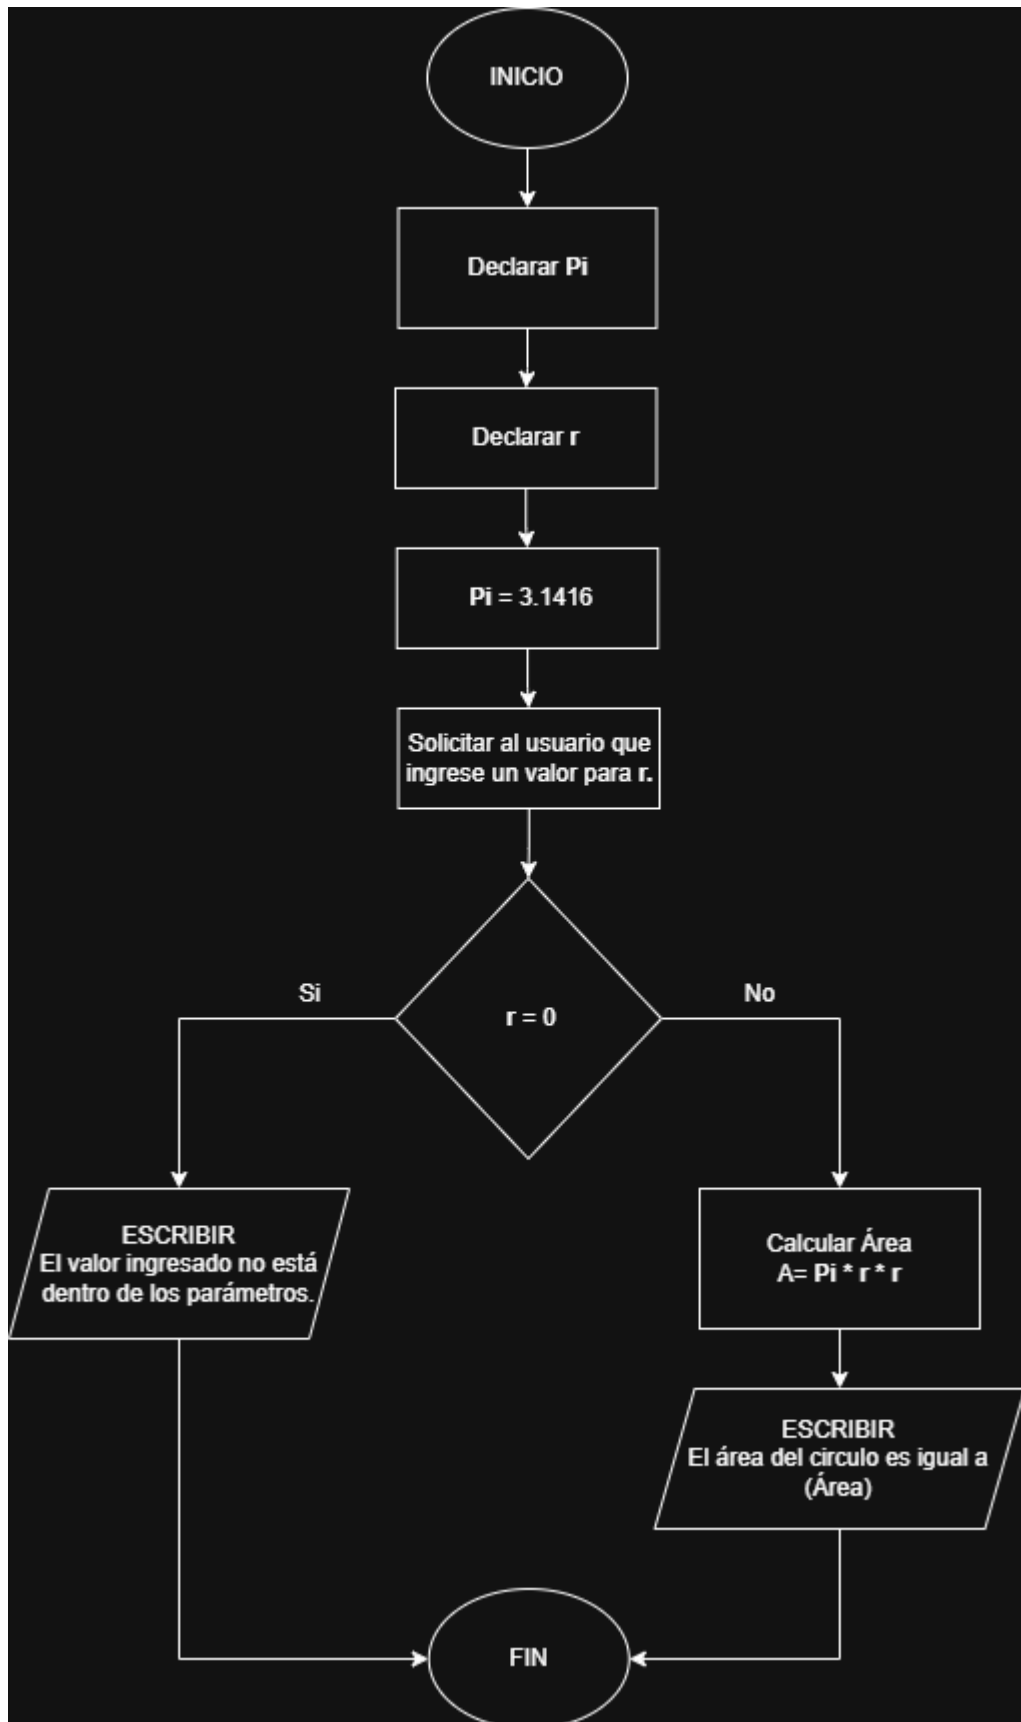 INICIO
Declarar Pi
Declarar r
Pi = 3.1416
Solicitar al usuario que
ingrese un valor para r.
r = 0
Si
No
ESCRIBIR
El valor ingresado no está
dentro de los parámetros.
Calcular Área
A= Pi * r * r
ESCRIBIR
El área del circulo es igual a
(Área)
FIN